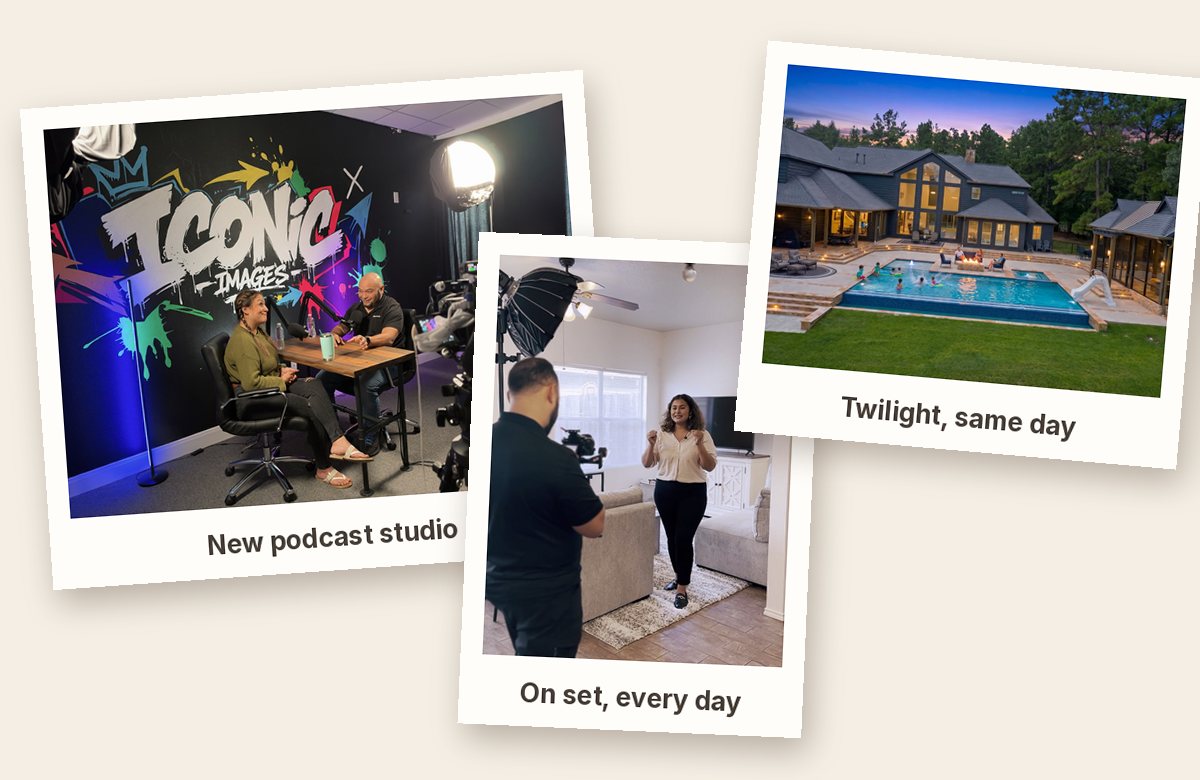 ICONIC
IMAGES
New podcast studio
On set, every day
Twilight, same day